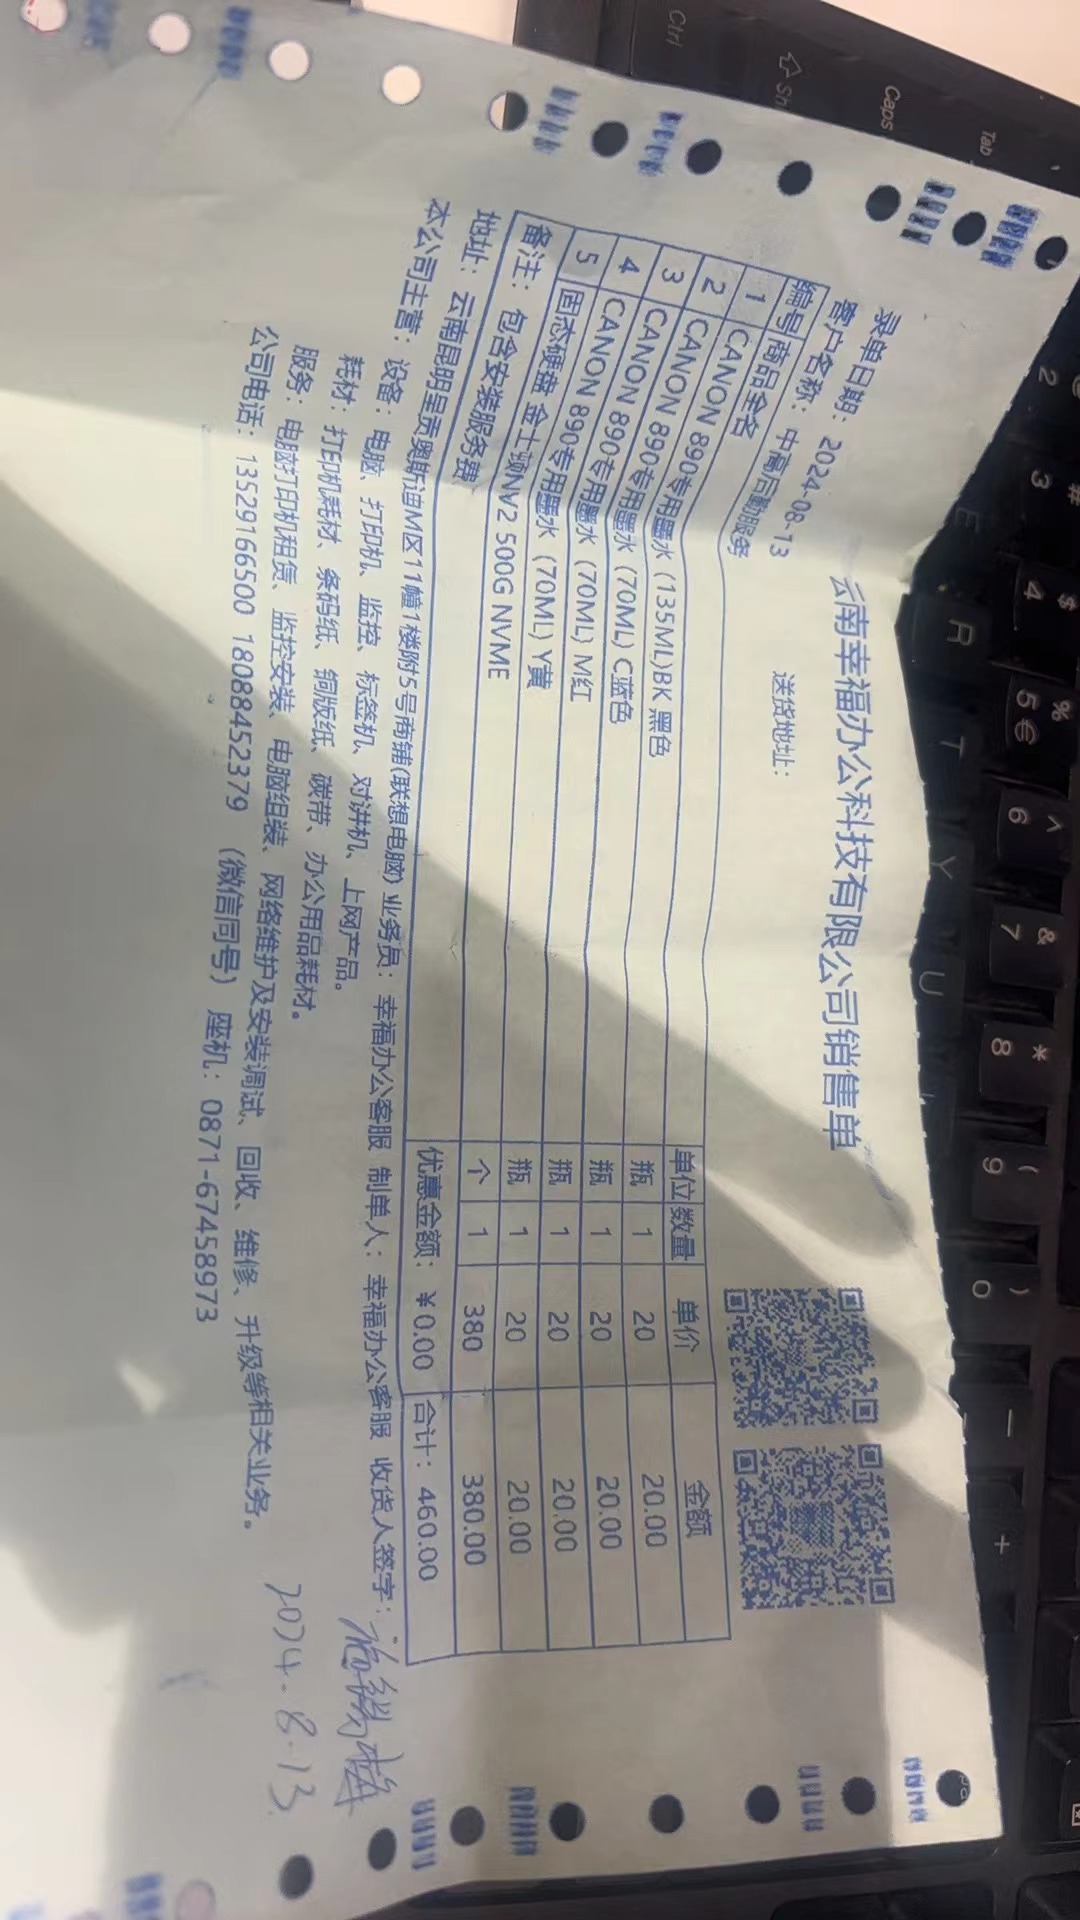 云南幸福办公科技有限公司销售单
录单日期：2024-08-13
客户名称：中高后勤服务 送货地址：
编号 商品全名 单位 数量 单价 金额
1 CANON 890专用墨水 (135ML)BK 黑色 瓶 1 20 20.00
2 CANON 890专用墨水 (70ML) C蓝色 瓶 1 20 20.00
3 CANON 890专用墨水 (70ML) M红 瓶 1 20 20.00
4 CANON 890专用墨水 (70ML) Y黄 瓶 1 20 20.00
5 固态硬盘 金士顿NV2 500G NVME 个 1 380 380.00
备注： 包含安装服务费 优惠金额：￥0.00 合计：460.00
地址：云南昆明呈贡奥斯迪M区11幢1楼附5号商铺(联想电脑) 业务员：幸福办公客服 制单人：幸福办公客服 收货人签字：
本公司主营：设备：电脑、打印机、监控、标签机、对讲机、上网产品。
耗材：打印机耗材、条码纸、铜版纸、碳带、办公用品耗材。
服务：电脑打印机租赁、监控安装、电脑组装、网络维护及安装调试、回收、维修、升级等相关业务。
公司电话：13529166500 18088452379 （微信同号） 座机：0871-67458973
2024.8.13
Ctrl
Caps
Tab
2
#
3
$
4
%
5 €
^
6
&
7
*
8
(
9
)
0
E
R
T
Y
U
+